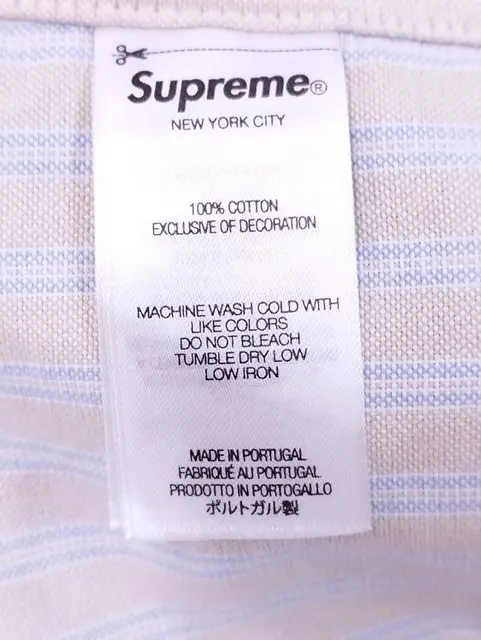 Supreme®
NEW YORK CITY
100% COTTON
EXCLUSIVE OF DECORATION
MACHINE WASH COLD WITH
LIKE COLORS
DO NOT BLEACH
TUMBLE DRY LOW
LOW IRON
MADE IN PORTUGAL
FABRIQUÉ AU PORTUGAL
PRODOTTO IN PORTOGALLO
ポルトガル製